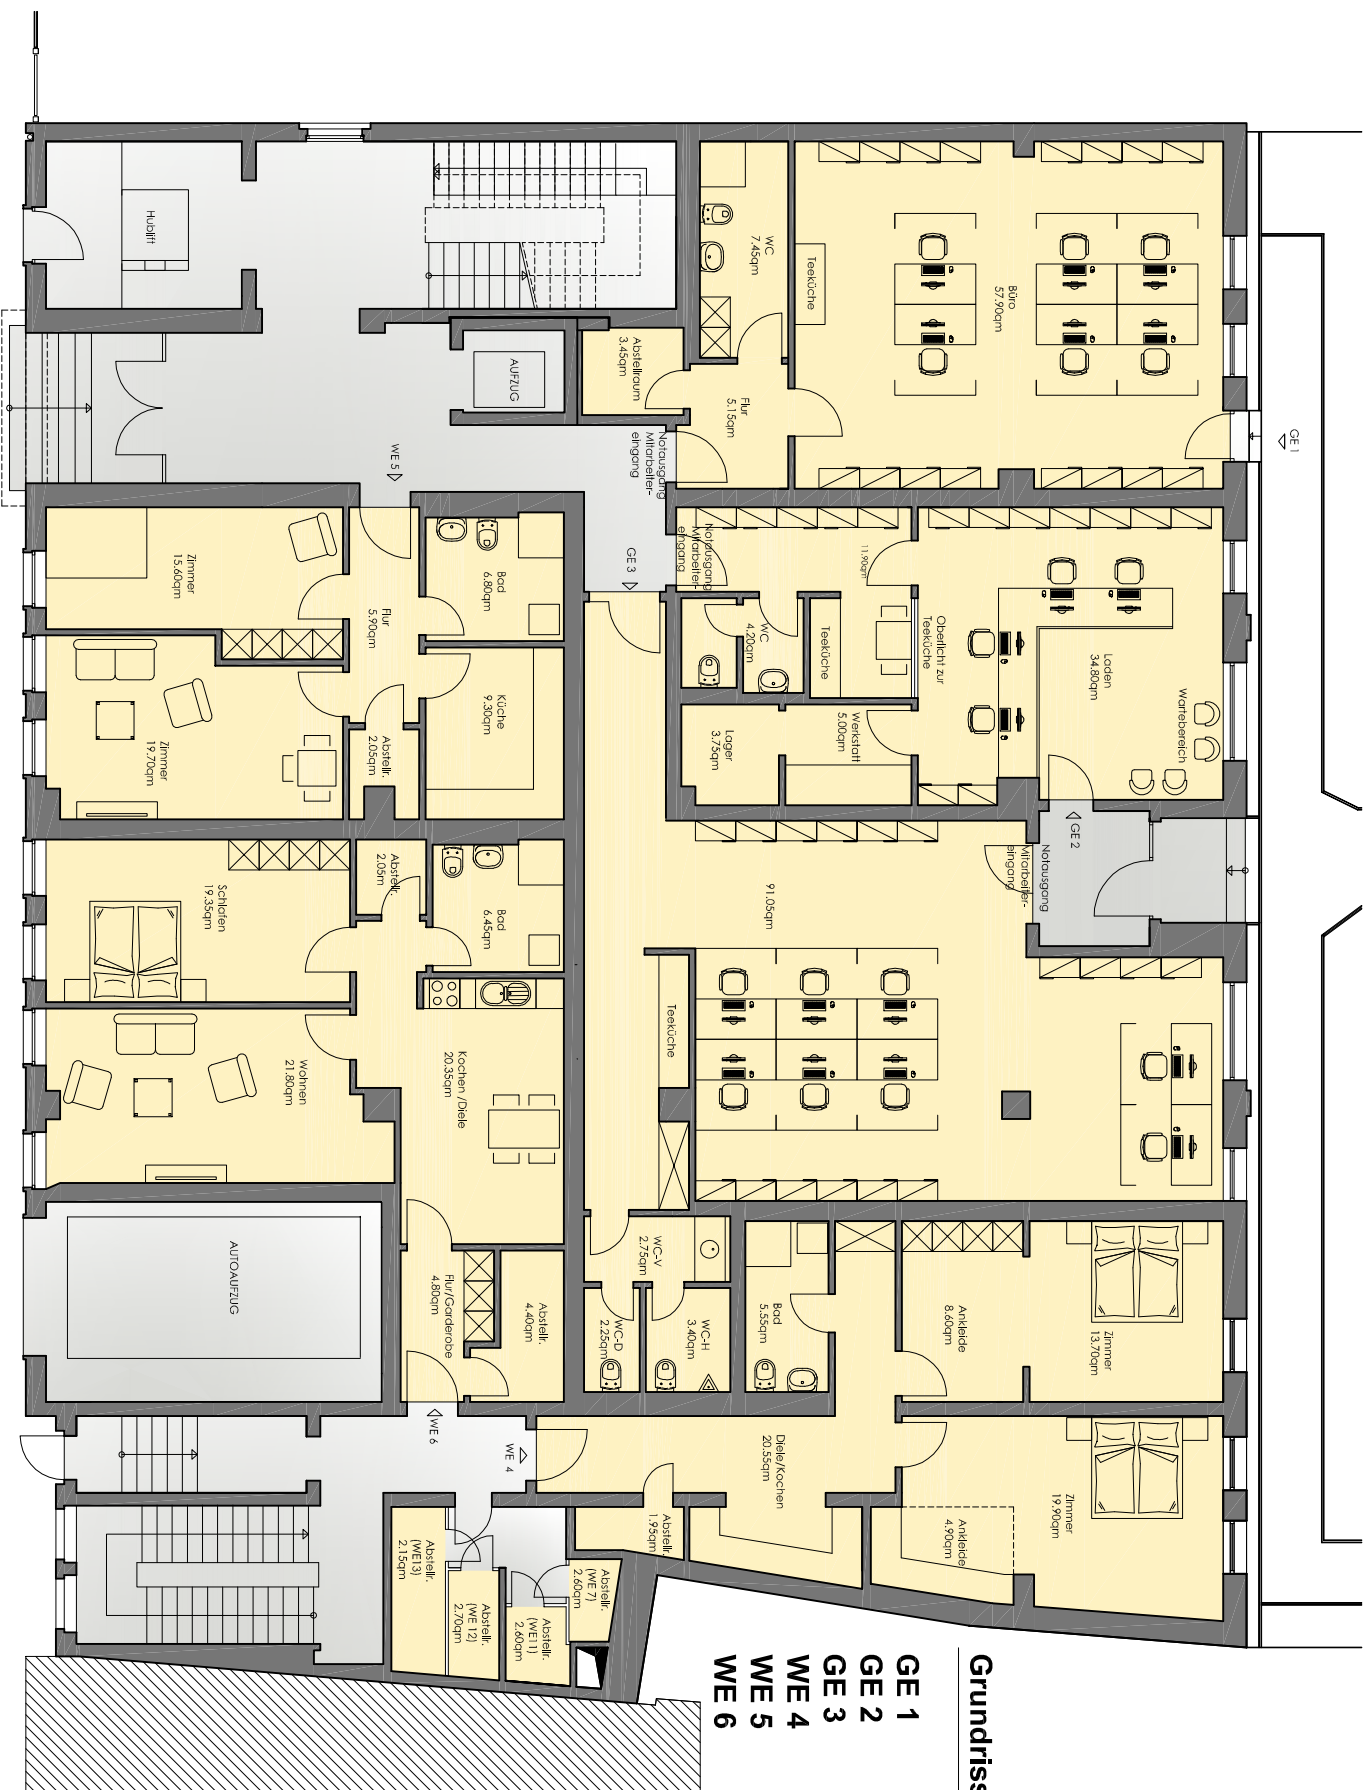 Grundriss
GE 1
GE 2
GE 3
WE 4
WE 5
WE 6
GE 1
Büro
57.90qm
Teeküche
WC
7.45qm
Flur
5.15qm
Abstellraum
3.45qm
Notausgang
Mitarbeiter-
eingang
Hublift
AUFZUG
WE 5
GE 3
Notausgang
Mitarbeiter-
eingang
11.90qm
Oberlicht zur
Teeküche
Teeküche
WC
4.20qm
Laden
34.80qm
Wartebereich
Werkstatt
5.00qm
Lager
3.75qm
GE 2
Notausgang
Mitarbeiter-
eingang
91.05qm
Teeküche
Zimmer
15.60qm
Flur
5.90qm
Bad
6.80qm
Küche
9.30qm
Zimmer
19.70qm
Abstellr.
2.05qm
Abstellr.
2.05m
Bad
6.45qm
Schlafen
19.35qm
Wohnen
21.80qm
Kochen /Diele
20.35qm
AUTOAUFZUG
Flur/Garderobe
4.80qm
Abstellr.
4.40qm
WC-V
2.75qm
WC-D
2.25qm
WC-H
3.40qm
Bad
5.55qm
Ankleide
8.60qm
Zimmer
13.70qm
WE 6
WE 4
Diele/Kochen
20.55qm
Zimmer
19.90qm
Ankleide
4.90qm
Abstellr.
1.95qm
Abstellr.
(WE 7)
2.60qm
Abstellr.
(WE11)
2.60qm
Abstellr.
(WE 12)
2.70qm
Abstellr.
(WE13)
2.15qm